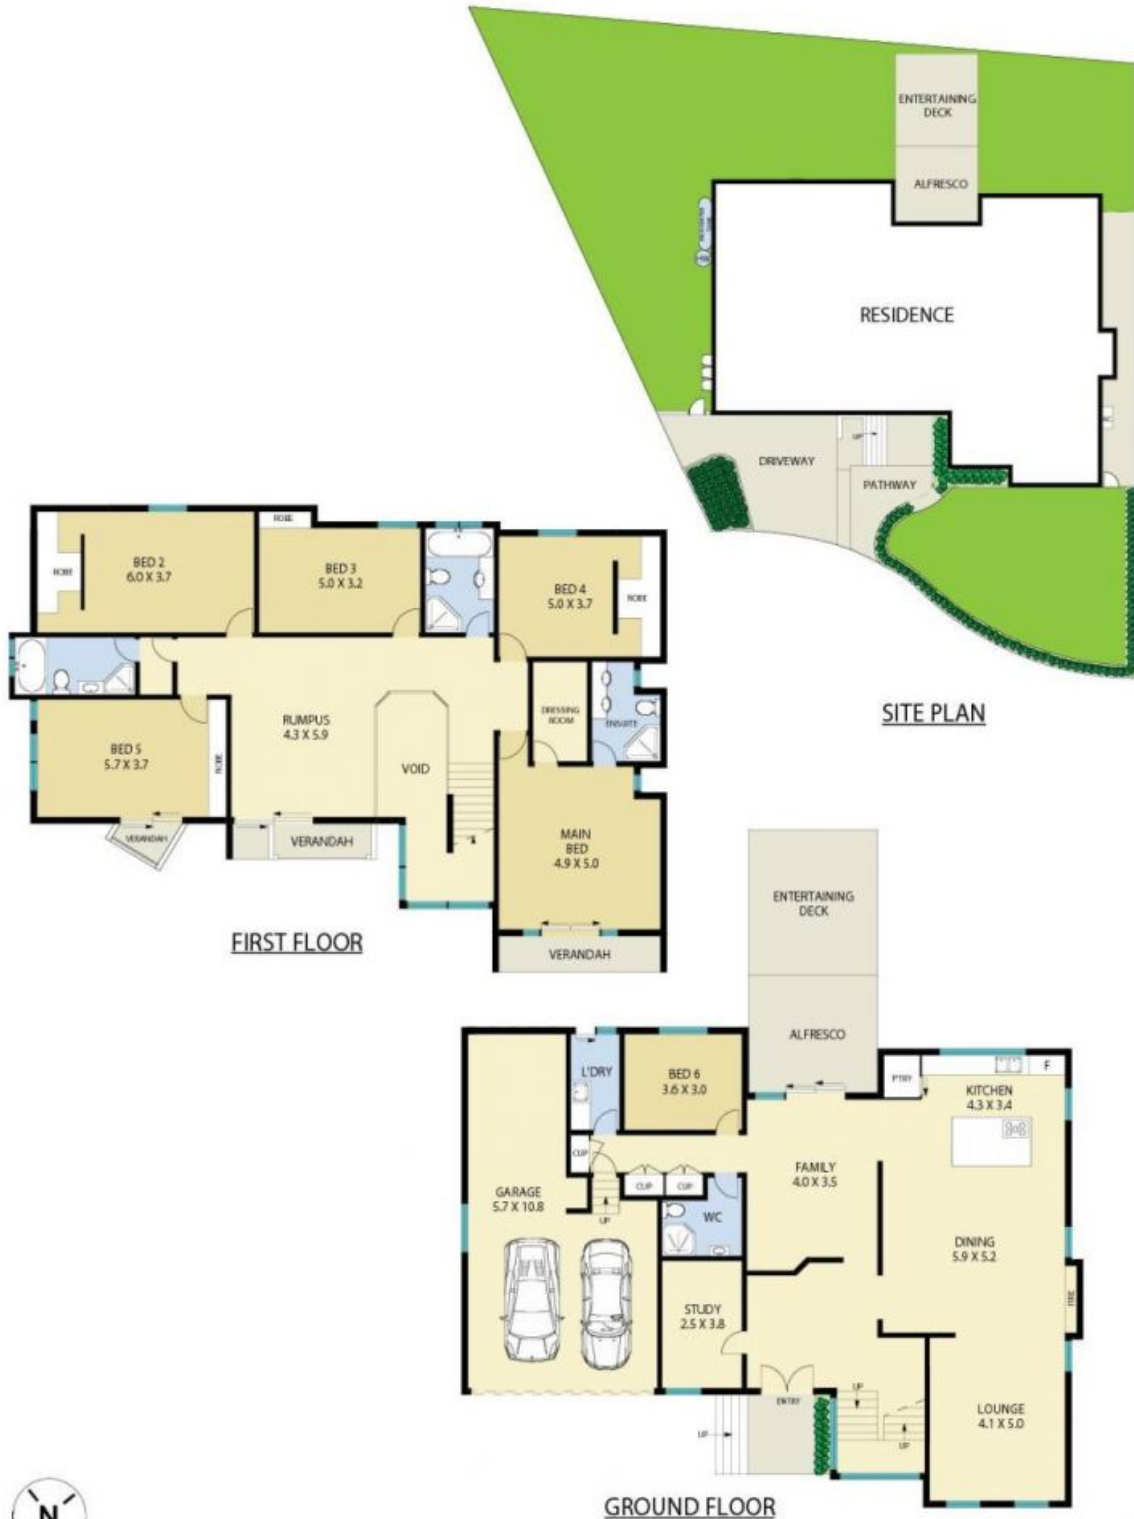 ENTERTAINING
DECK
ALFRESCO
RESIDENCE
UP
DRIVEWAY
PATHWAY
SITE PLAN
ROBE
BED 2
6.0 X 3.7
ROBE
BED 3
5.0 X 3.2
BED 4
5.0 X 3.7
ROBE
RUMPUS
4.3 X 5.9
DRESSING
ROOM
ENSUITE
BED 5
5.7 X 3.7
ROBE
VOID
VERANDAH
VERANDAH
MAIN
BED
4.9 X 5.0
VERANDAH
FIRST FLOOR
ENTERTAINING
DECK
ALFRESCO
L'DRY
BED 6
3.6 X 3.0
PTRY
F
KITCHEN
4.3 X 3.4
CUP
CUP
CUP
FAMILY
4.0 X 3.5
GARAGE
5.7 X 10.8
UP
WC
DINING
5.9 X 5.2
FIRE
STUDY
2.5 X 3.8
ENTRY
UP
UP
UP
LOUNGE
4.1 X 5.0
GROUND FLOOR
N